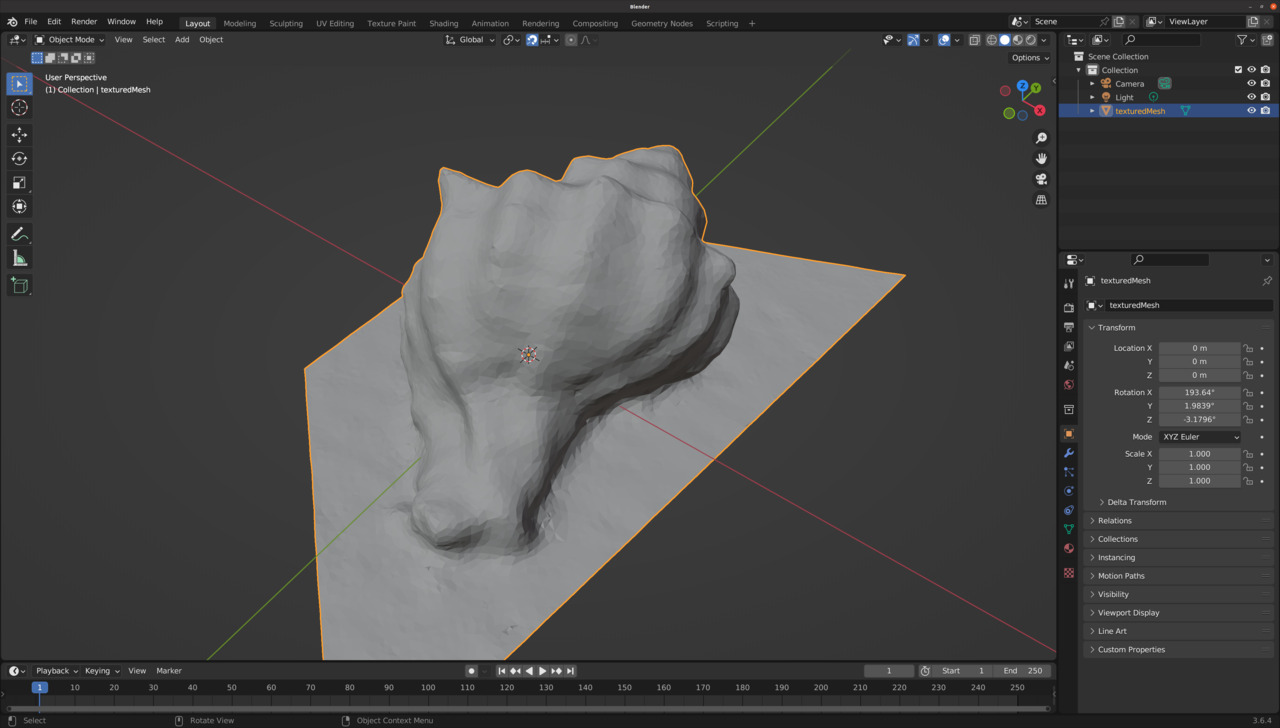 Blender
File Edit Render Window Help Layout Modeling Sculpting UV Editing Texture Paint Shading Animation Rendering Compositing Geometry Nodes Scripting + Scene ViewLayer
Object Mode View Select Add Object Global
Options
User Perspective
(1) Collection | texturedMesh
Z
Y
X
Scene Collection
Collection
Camera
Light
texturedMesh
texturedMesh
texturedMesh
Transform
Location X 0 m
Y 0 m
Z 0 m
Rotation X 193.64°
Y 1.9839°
Z -3.1796°
Mode XYZ Euler
Scale X 1.000
Y 1.000
Z 1.000
Delta Transform
Relations
Collections
Instancing
Motion Paths
Visibility
Viewport Display
Line Art
Custom Properties
Playback Keying View Marker 1 Start 1 End 250
1 10 20 30 40 50 60 70 80 90 100 110 120 130 140 150 160 170 180 190 200 210 220 230 240 250
Select Rotate View Object Context Menu 3.6.4